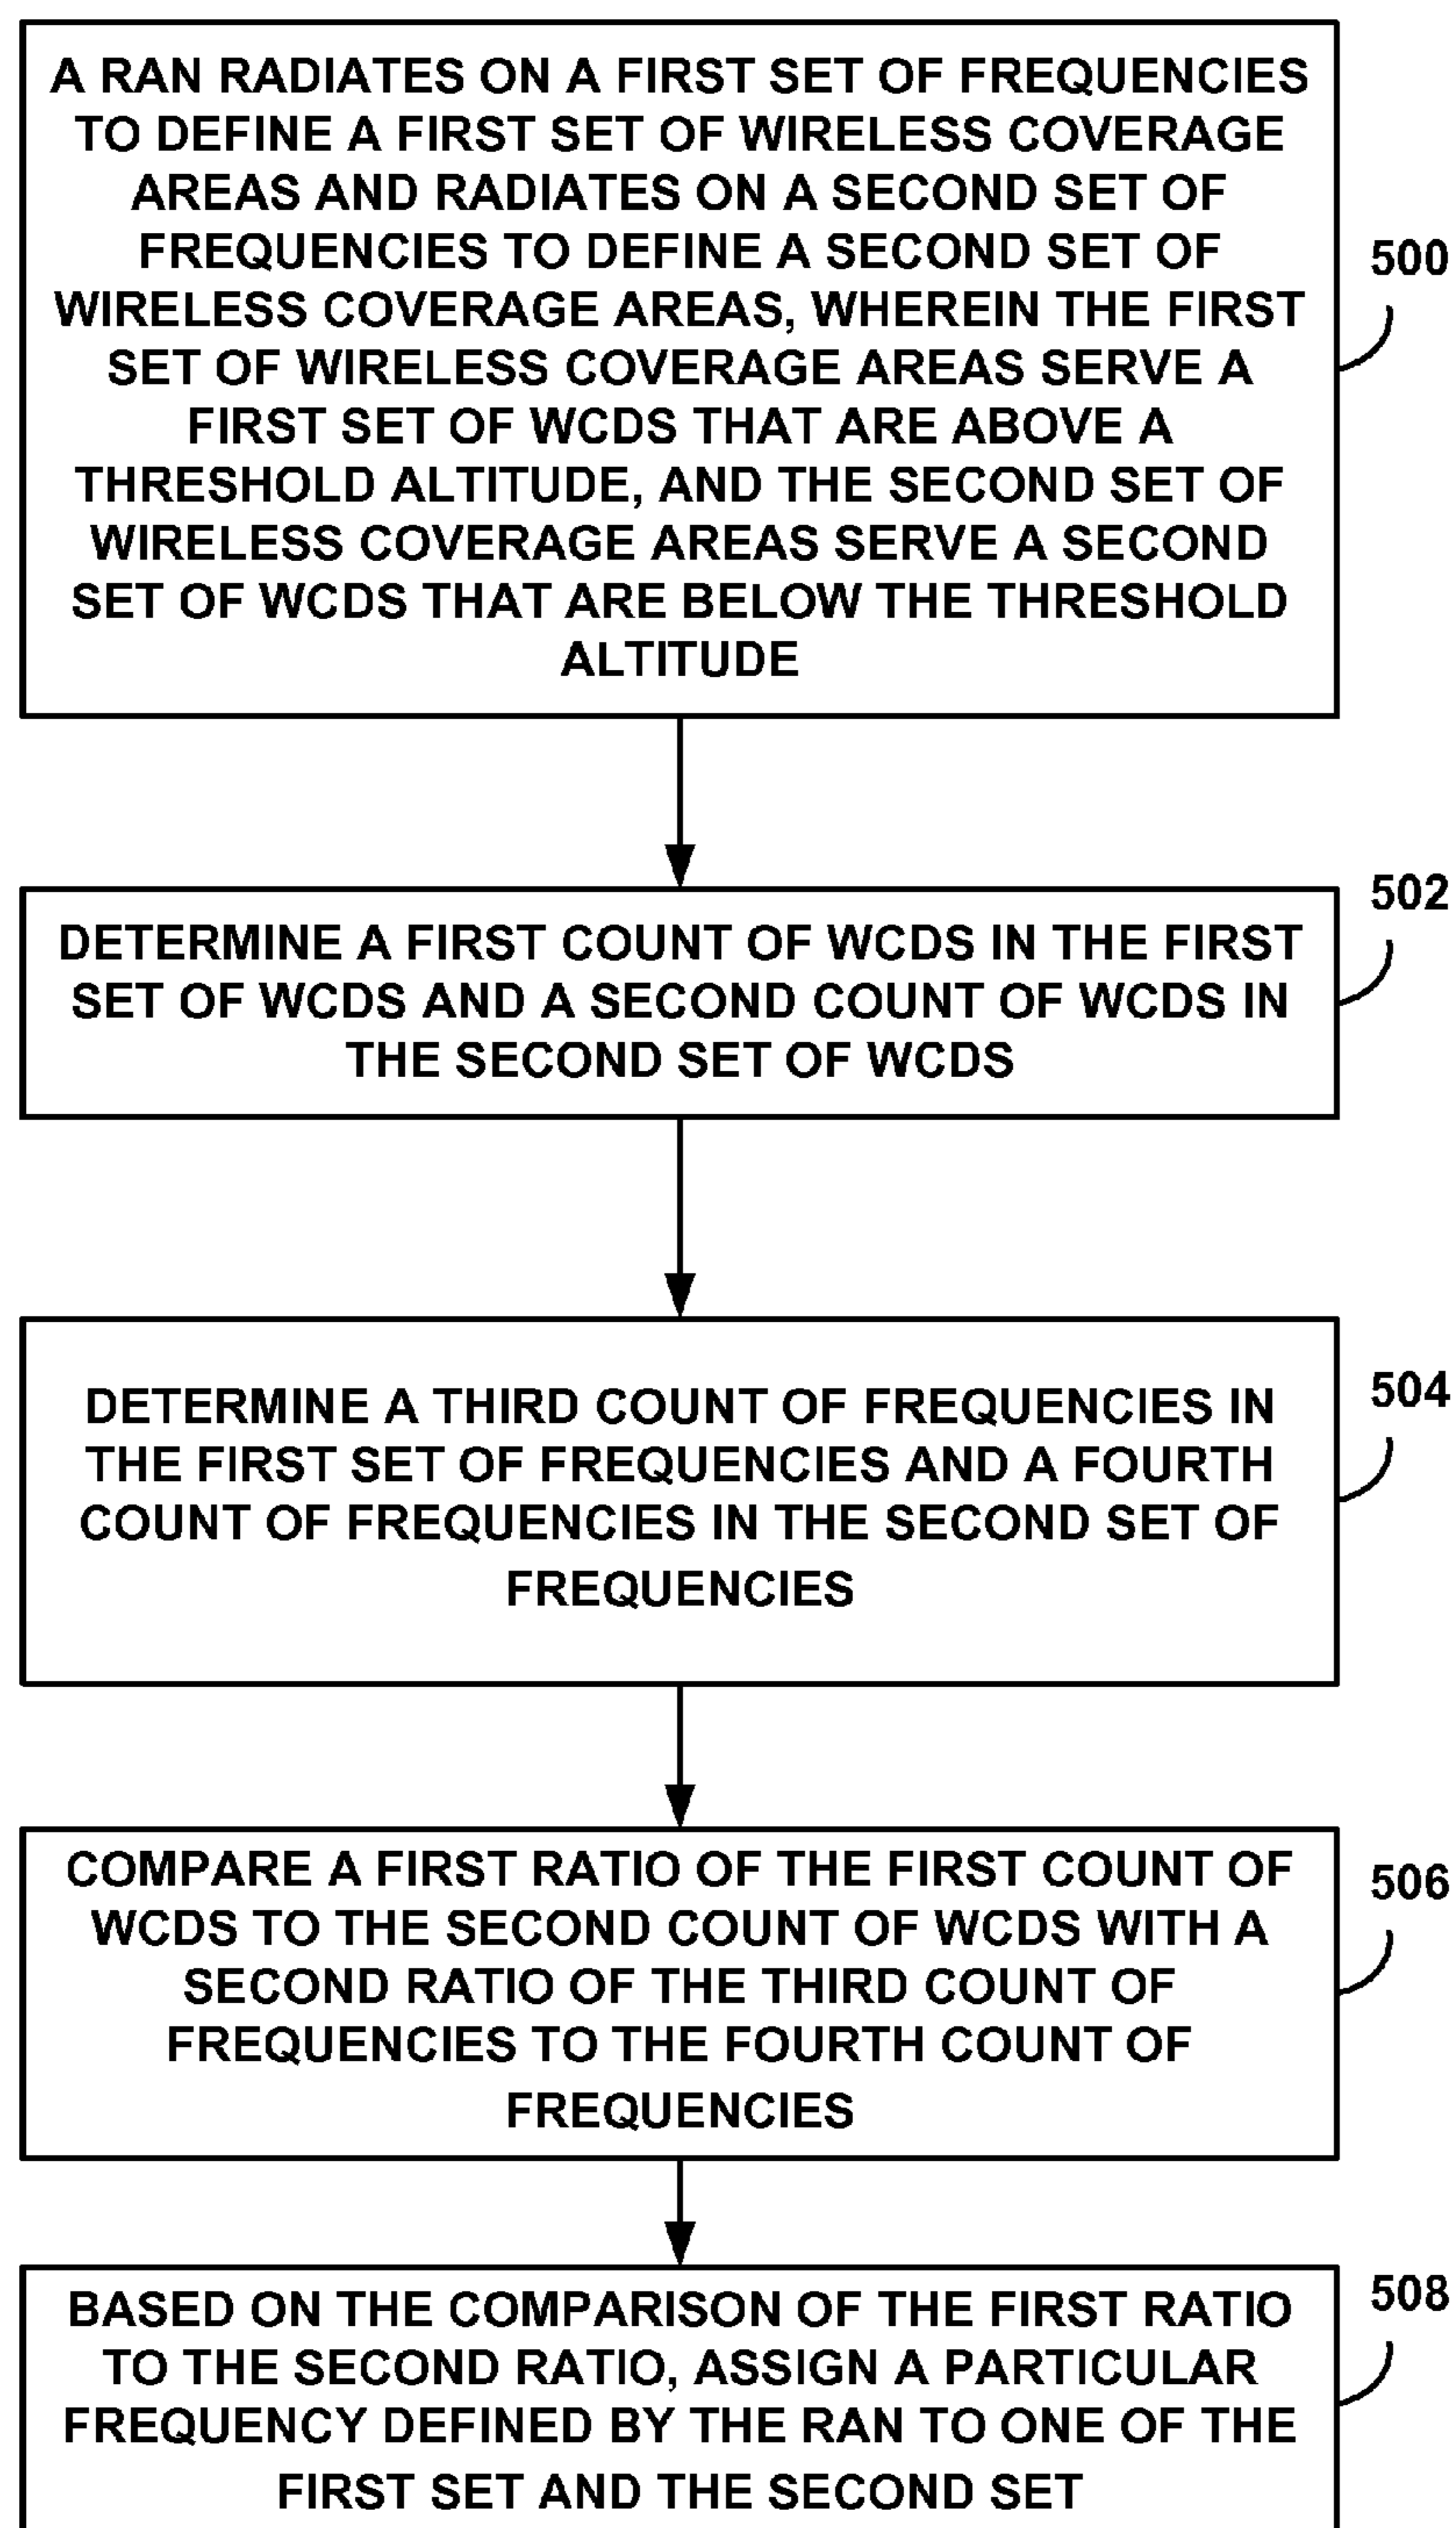 A RAN RADIATES ON A FIRST SET OF FREQUENCIES
TO DEFINE A FIRST SET OF WIRELESS COVERAGE
AREAS AND RADIATES ON A SECOND SET OF
FREQUENCIES TO DEFINE A SECOND SET OF
WIRELESS COVERAGE AREAS, WHEREIN THE FIRST
SET OF WIRELESS COVERAGE AREAS SERVE A
FIRST SET OF WCDS THAT ARE ABOVE A
THRESHOLD ALTITUDE, AND THE SECOND SET OF
WIRELESS COVERAGE AREAS SERVE A SECOND
SET OF WCDS THAT ARE BELOW THE THRESHOLD
ALTITUDE
500
DETERMINE A FIRST COUNT OF WCDS IN THE FIRST
SET OF WCDS AND A SECOND COUNT OF WCDS IN
THE SECOND SET OF WCDS
502
DETERMINE A THIRD COUNT OF FREQUENCIES IN
THE FIRST SET OF FREQUENCIES AND A FOURTH
COUNT OF FREQUENCIES IN THE SECOND SET OF
FREQUENCIES
504
COMPARE A FIRST RATIO OF THE FIRST COUNT OF
WCDS TO THE SECOND COUNT OF WCDS WITH A
SECOND RATIO OF THE THIRD COUNT OF
FREQUENCIES TO THE FOURTH COUNT OF
FREQUENCIES
506
BASED ON THE COMPARISON OF THE FIRST RATIO
TO THE SECOND RATIO, ASSIGN A PARTICULAR
FREQUENCY DEFINED BY THE RAN TO ONE OF THE
FIRST SET AND THE SECOND SET
508